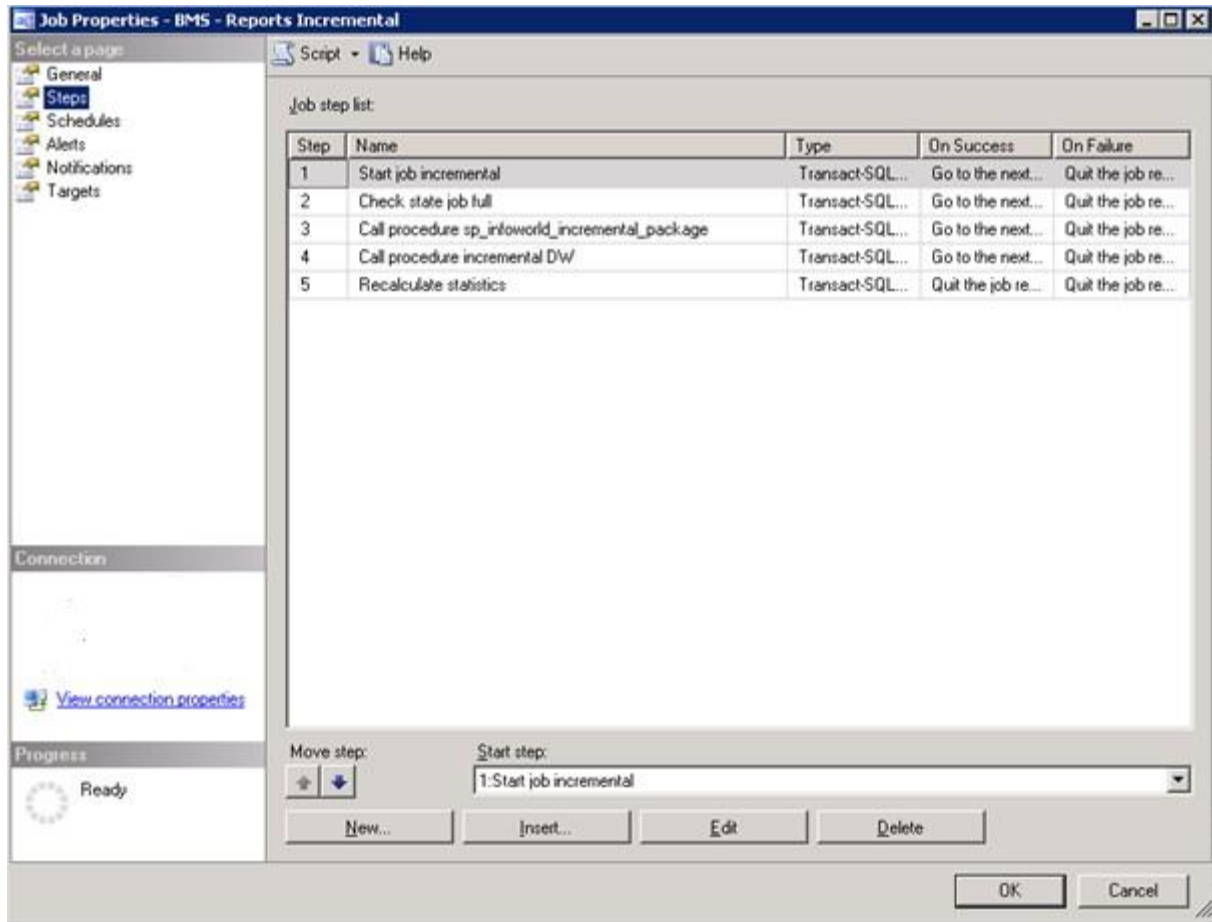 Job Properties - BMS - Reports Incremental
Select a page
General
Steps
Schedules
Alerts
Notifications
Targets
Script Help
Job step list:
Step Name Type On Success On Failure
1 Start job incremental Transact-SQL... Go to the next... Quit the job re...
2 Check state job full Transact-SQL... Go to the next... Quit the job re...
3 Call procedure sp_infoworld_incremental_package Transact-SQL... Go to the next... Quit the job re...
4 Call procedure incremental DW Transact-SQL... Go to the next... Quit the job re...
5 Recalculate statistics Transact-SQL... Quit the job re... Quit the job re...
Connection
View connection properties
Progress
Ready
Move step: Start step:
1:Start job incremental
New... Insert... Edit Delete
OK Cancel